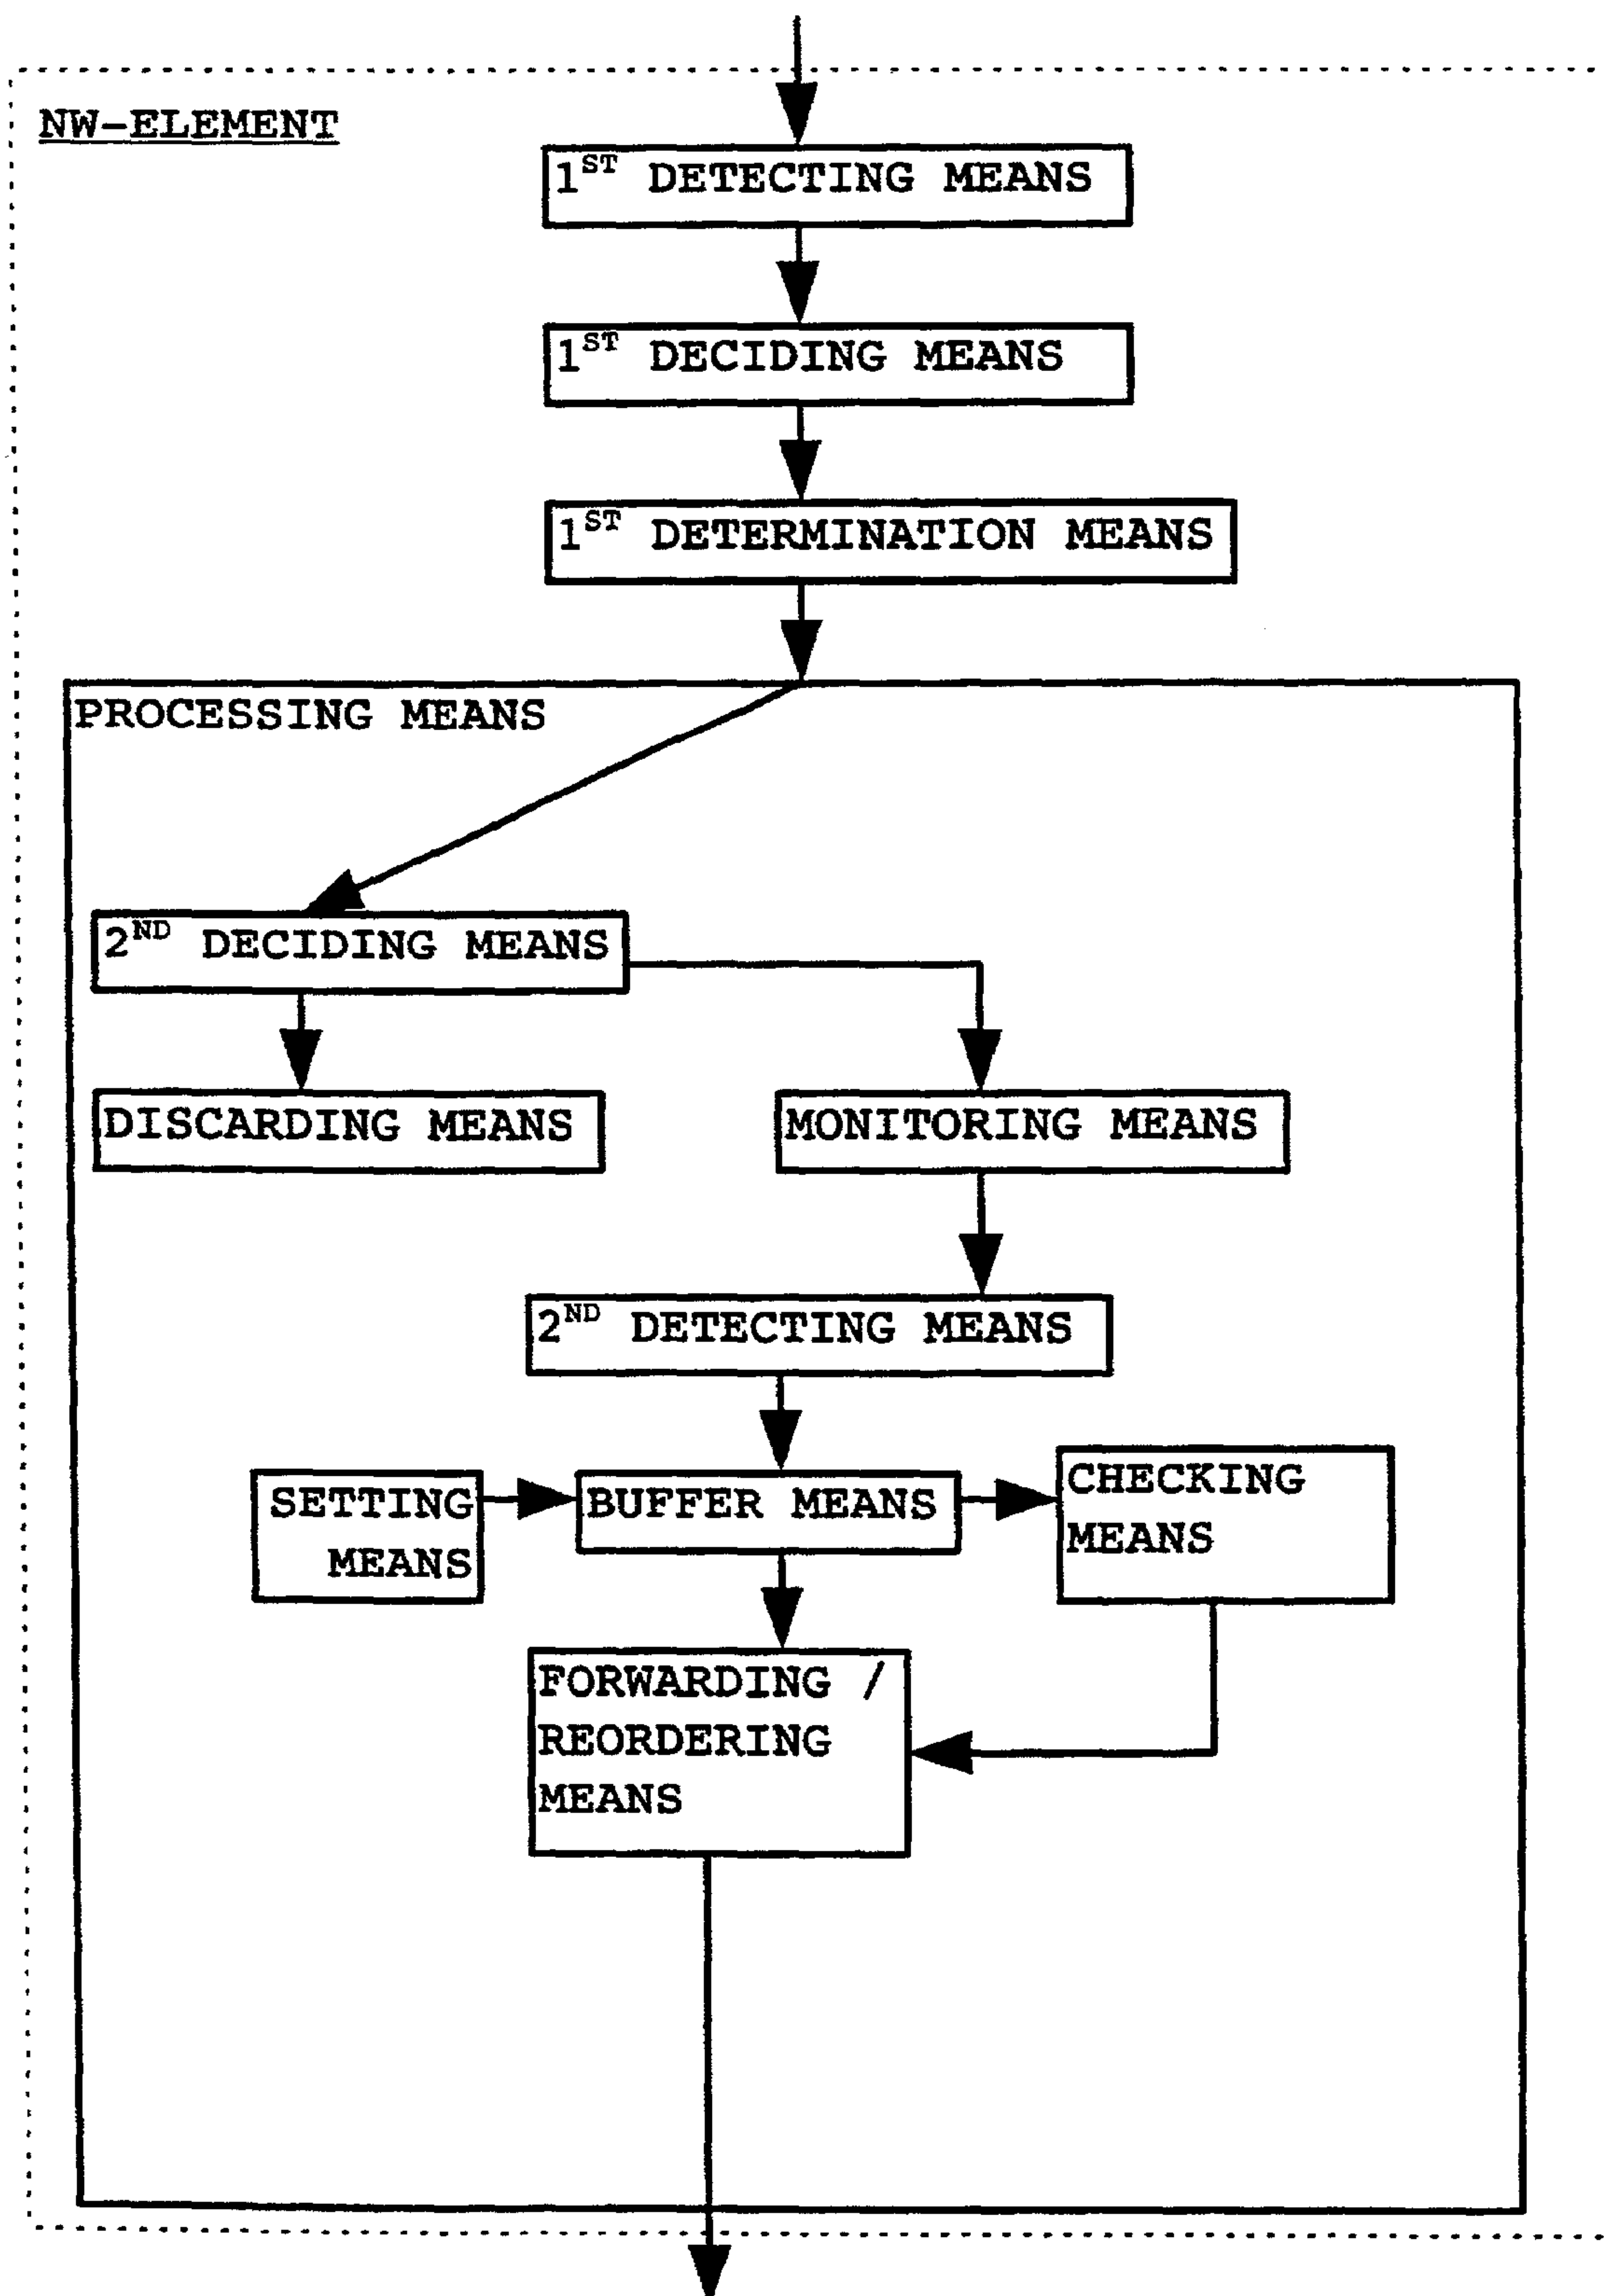 NW-ELEMENT
1ST DETECTING MEANS
1ST DECIDING MEANS
1ST DETERMINATION MEANS
PROCESSING MEANS
2ND DECIDING MEANS
DISCARDING MEANS
MONITORING MEANS
2ND DETECTING MEANS
SETTING
MEANS
BUFFER MEANS
CHECKING
MEANS
FORWARDING /
REORDERING
MEANS